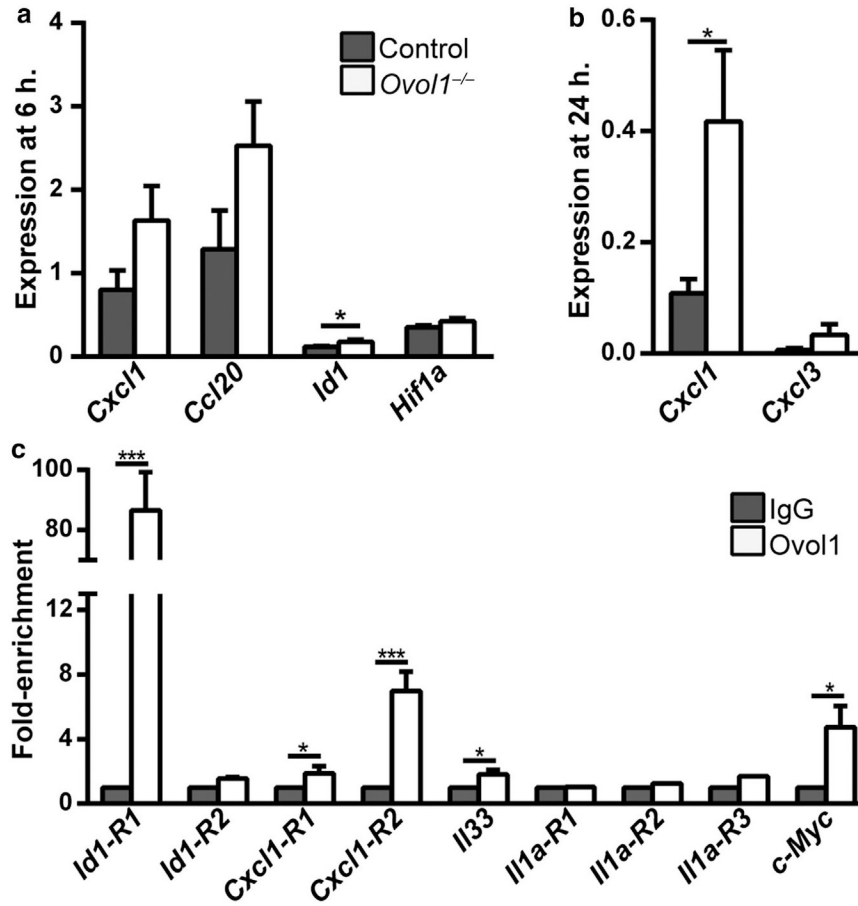 a
Expression at 6 h.
4
3
2
1
0
Control
Ovol1–/–
*
Cxcl1
Ccl20
Id1
Hif1a
b
Expression at 24 h.
0.6
0.4
0.2
0.0
*
Cxcl1
Cxcl3
c
Fold-enrichment
100
80
12
8
4
0
IgG
Ovol1
***
*
***
*
*
Id1-R1
Id1-R2
Cxcl1-R1
Cxcl1-R2
Il33
Il1a-R1
Il1a-R2
Il1a-R3
c-Myc